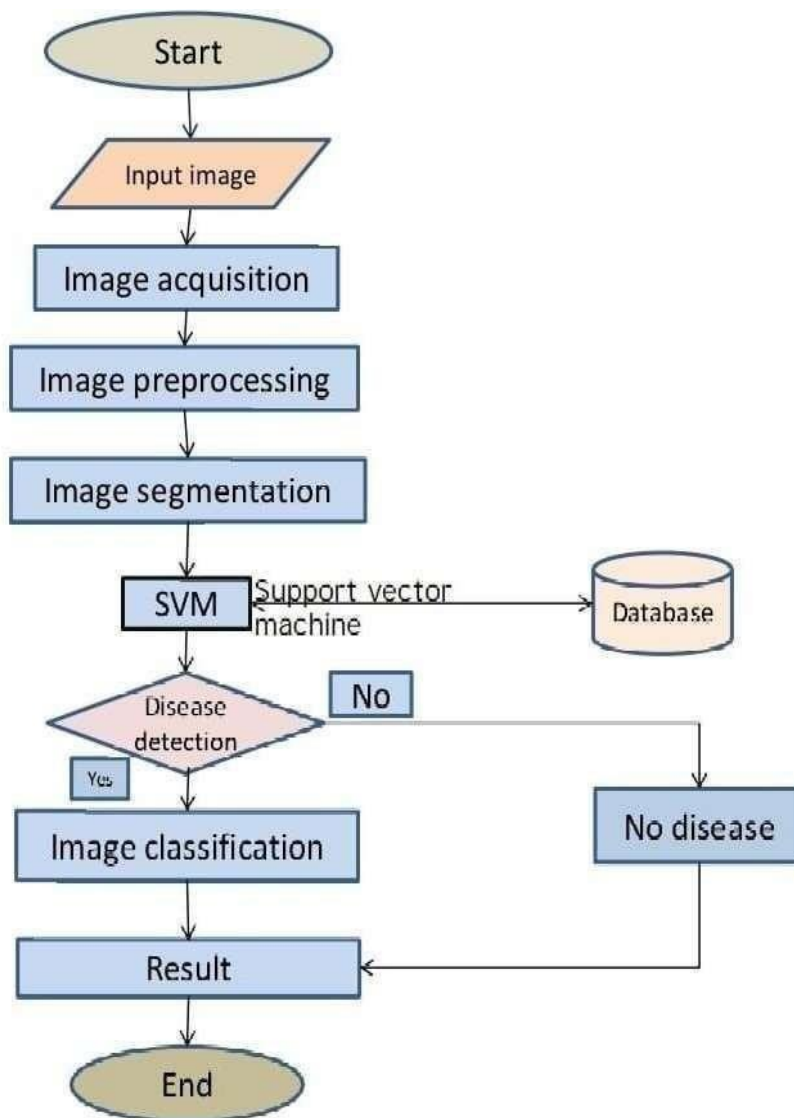 Start
Input image
Image acquisition
Image preprocessing
Image segmentation
SVM
Support vector
machine
Database
Disease
detection
No
Yes
Image classification
No disease
Result
End